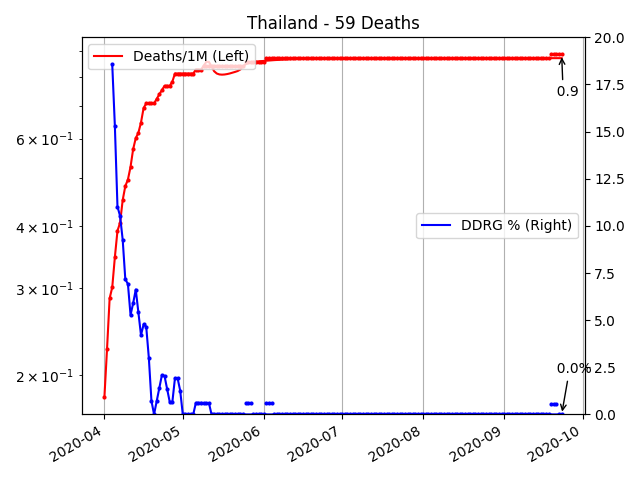 Thailand - 59 Deaths
Deaths/1M (Left)
DDRG % (Right)
0.9
0.0%
6 × 10⁻¹
4 × 10⁻¹
3 × 10⁻¹
2 × 10⁻¹
20.0
17.5
15.0
12.5
10.0
7.5
5.0
2.5
0.0
2020-04
2020-05
2020-06
2020-07
2020-08
2020-09
2020-10